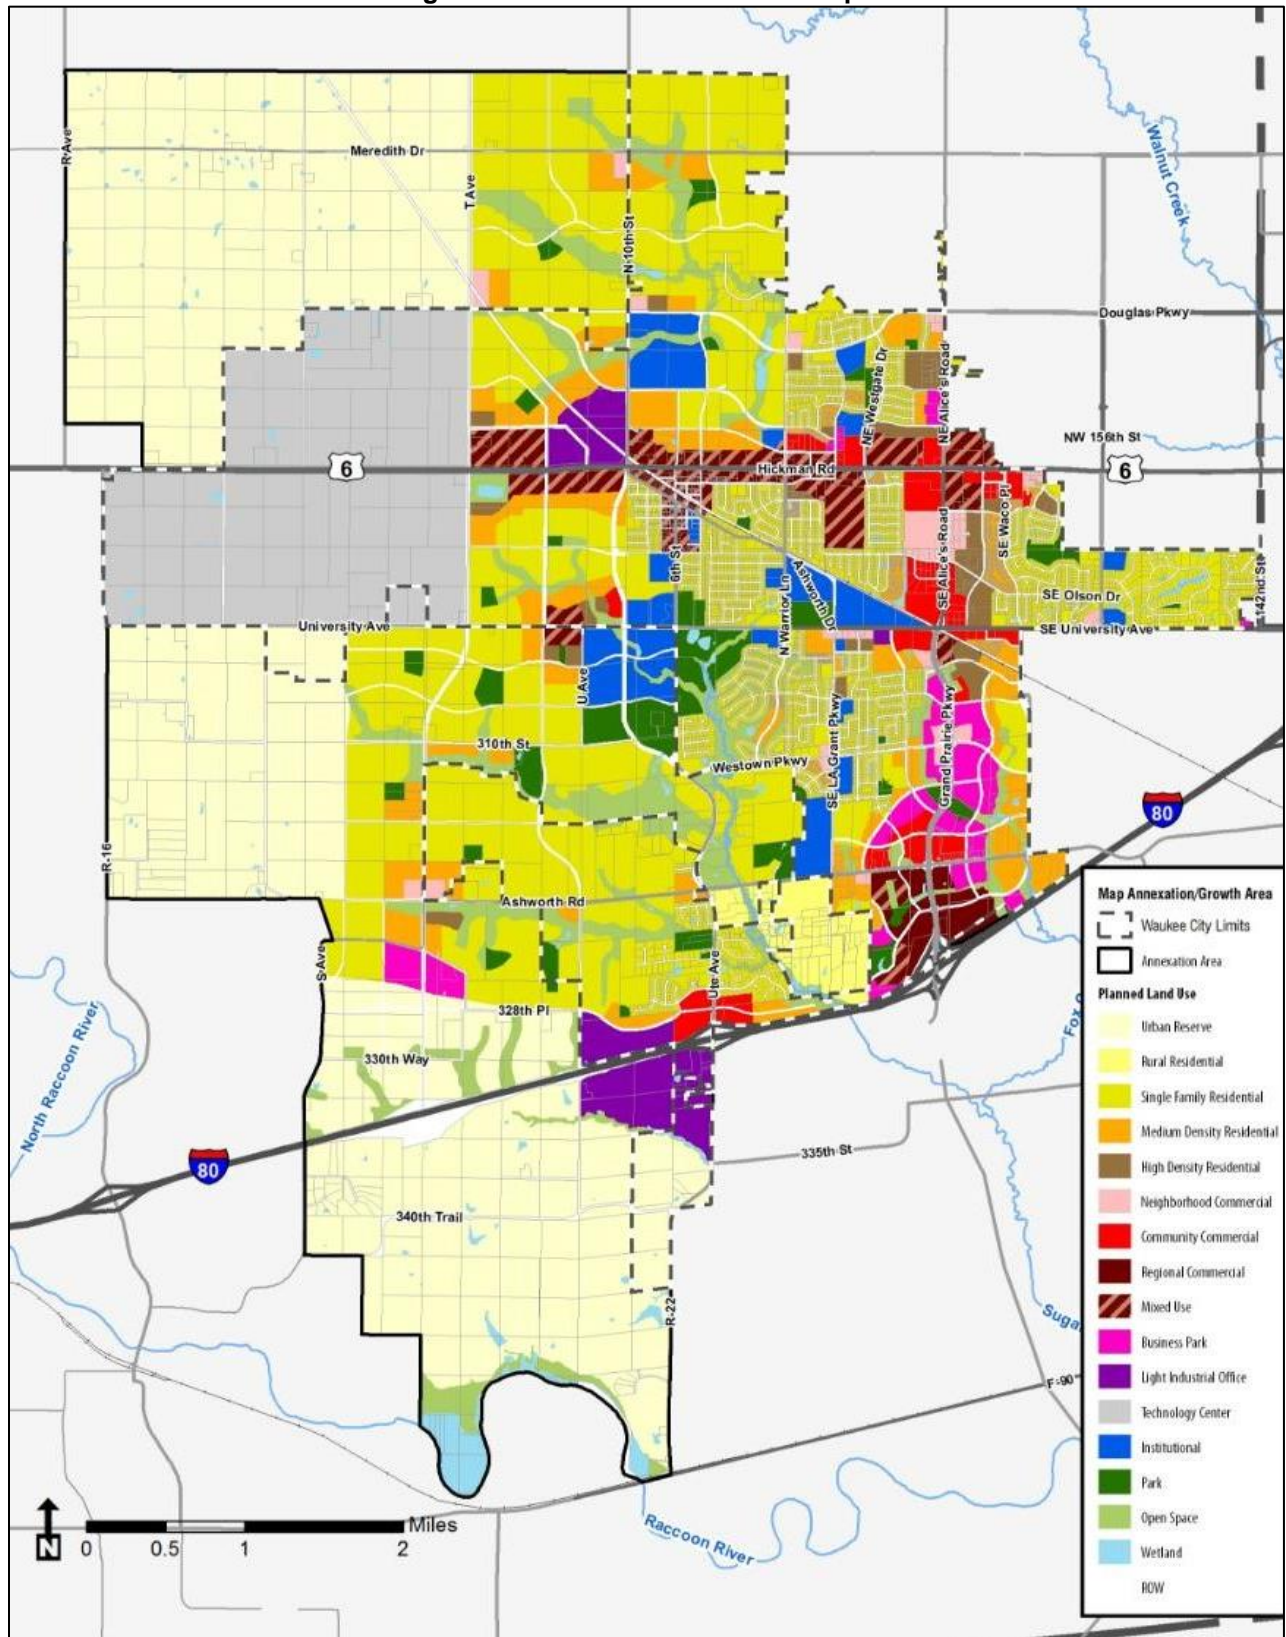 Meredith Dr
R Ave
T Ave
N 10th St
Walnut Creek
Douglas Pkwy
NE Westgate Dr
NE Alice's Road
NW 156th St
6
Hickman Rd
6
6th St
SE Alice's Road
SE Waco Pl
N Warrior Ln
Ashworth Dr
SE Olson Dr
142nd St
University Ave
SE University Ave
U Ave
310th St
Westown Pkwy
SE LA Grant Pkwy
Grand Prairie Pkwy
80
R-16
Ashworth Rd
S Ave
Ute Ave
328th Pl
330th Way
North Raccoon River
80
335th St
340th Trail
R-22
F-90
Raccoon River
N
0 0.5 1 2
Miles
Map Annexation/Growth Area
Waukee City Limits
Annexation Area
Planned Land Use
Urban Reserve
Rural Residential
Single Family Residential
Medium Density Residential
High Density Residential
Neighborhood Commercial
Community Commercial
Regional Commercial
Mixed Use
Business Park
Light Industrial Office
Technology Center
Institutional
Park
Open Space
Wetland
ROW